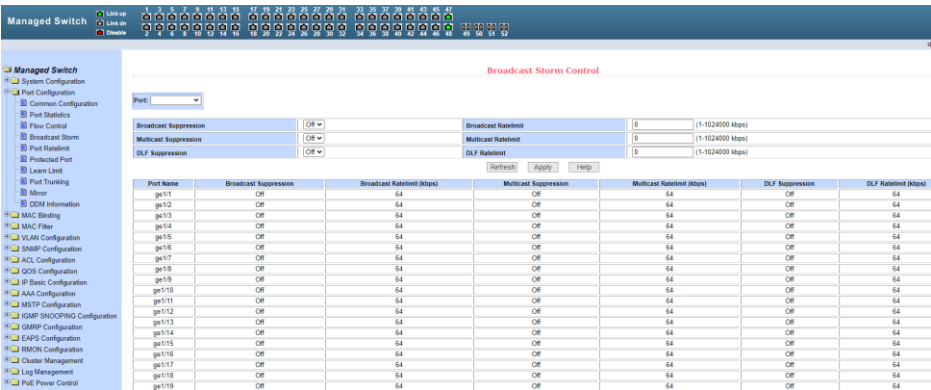 Managed Switch
Link up
Link dn
Disable
1 3 5 7 9 11 13 15 17 19 21 23 25 27 29 31 33 35 37 39 41 43 45 47
2 4 6 8 10 12 14 16 18 20 22 24 26 28 30 32 34 36 38 40 42 44 46 48 49 50 51 52
Managed Switch
System Configuration
Port Configuration
Common Configuration
Port Statistics
Flow Control
Broadcast Storm
Port Ratelimit
Protected Port
Learn Limit
Port Trunking
Mirror
DDM Information
MAC Binding
MAC Filter
VLAN Configuration
SNMP Configuration
ACL Configuration
QOS Configuration
IP Basic Configuration
AAA Configuration
MSTP Configuration
IGMP SNOOPING Configuration
GMRP Configuration
EAPS Configuration
RMON Configuration
Cluster Management
Log Management
PoE Power Control
Broadcast Storm Control
Port:
Broadcast Suppression Off Broadcast Ratelimit 0 (1-1024000 kbps)
Multicast Suppression Off Multicast Ratelimit 0 (1-1024000 kbps)
DLF Suppression Off DLF Ratelimit 0 (1-1024000 kbps)
Refresh Apply Help
Port Name Broadcast Suppression Broadcast Ratelimit (kbps) Multicast Suppression Multicast Ratelimit (kbps) DLF Suppression DLF Ratelimit (kbps)
ge1/1 Off 64 Off 64 Off 64
ge1/2 Off 64 Off 64 Off 64
ge1/3 Off 64 Off 64 Off 64
ge1/4 Off 64 Off 64 Off 64
ge1/5 Off 64 Off 64 Off 64
ge1/6 Off 64 Off 64 Off 64
ge1/7 Off 64 Off 64 Off 64
ge1/8 Off 64 Off 64 Off 64
ge1/9 Off 64 Off 64 Off 64
ge1/10 Off 64 Off 64 Off 64
ge1/11 Off 64 Off 64 Off 64
ge1/12 Off 64 Off 64 Off 64
ge1/13 Off 64 Off 64 Off 64
ge1/14 Off 64 Off 64 Off 64
ge1/15 Off 64 Off 64 Off 64
ge1/16 Off 64 Off 64 Off 64
ge1/17 Off 64 Off 64 Off 64
ge1/18 Off 64 Off 64 Off 64
ge1/19 Off 64 Off 64 Off 64